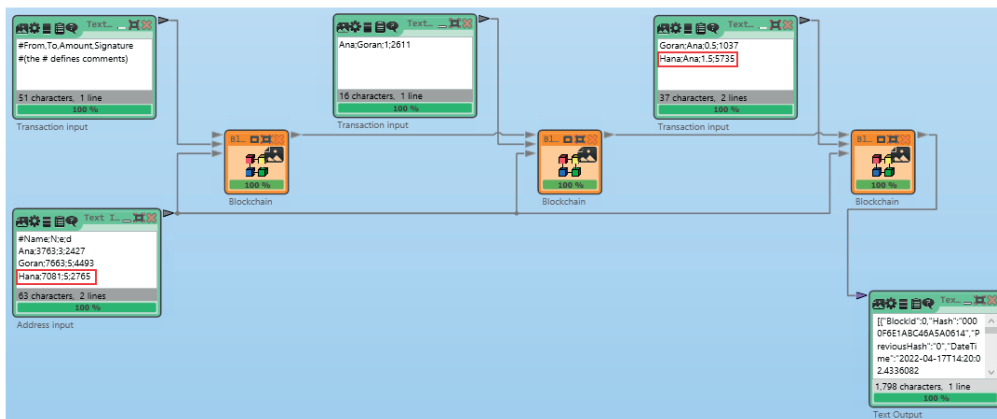 Text...
#From,To,Amount,Signature
#(the # defines comments)
51 characters, 1 line
100 %
Transaction input
Text...
Ana;Goran;1;2611
16 characters, 1 line
100 %
Transaction input
Text...
Goran;Ana;0.5;1037
Hana;Ana;1.5;5735
37 characters, 2 lines
100 %
Transaction input
Bl...
100 %
Blockchain
Bl...
100 %
Blockchain
Bl...
100 %
Blockchain
Text I...
#Name;N;e;d
Ana;3763;3;2427
Goran;7663;5;4493
Hana;7081;5;2765
63 characters, 2 lines
100 %
Address input
Tex...
[{"BlockId":0,"Hash":"000
0F6E1ABC46A5A0614","P
reviousHash":"0","DateTi
me":"2022-04-17T14:20:0
2.4336082
1,798 characters, 1 line
100 %
Text Output